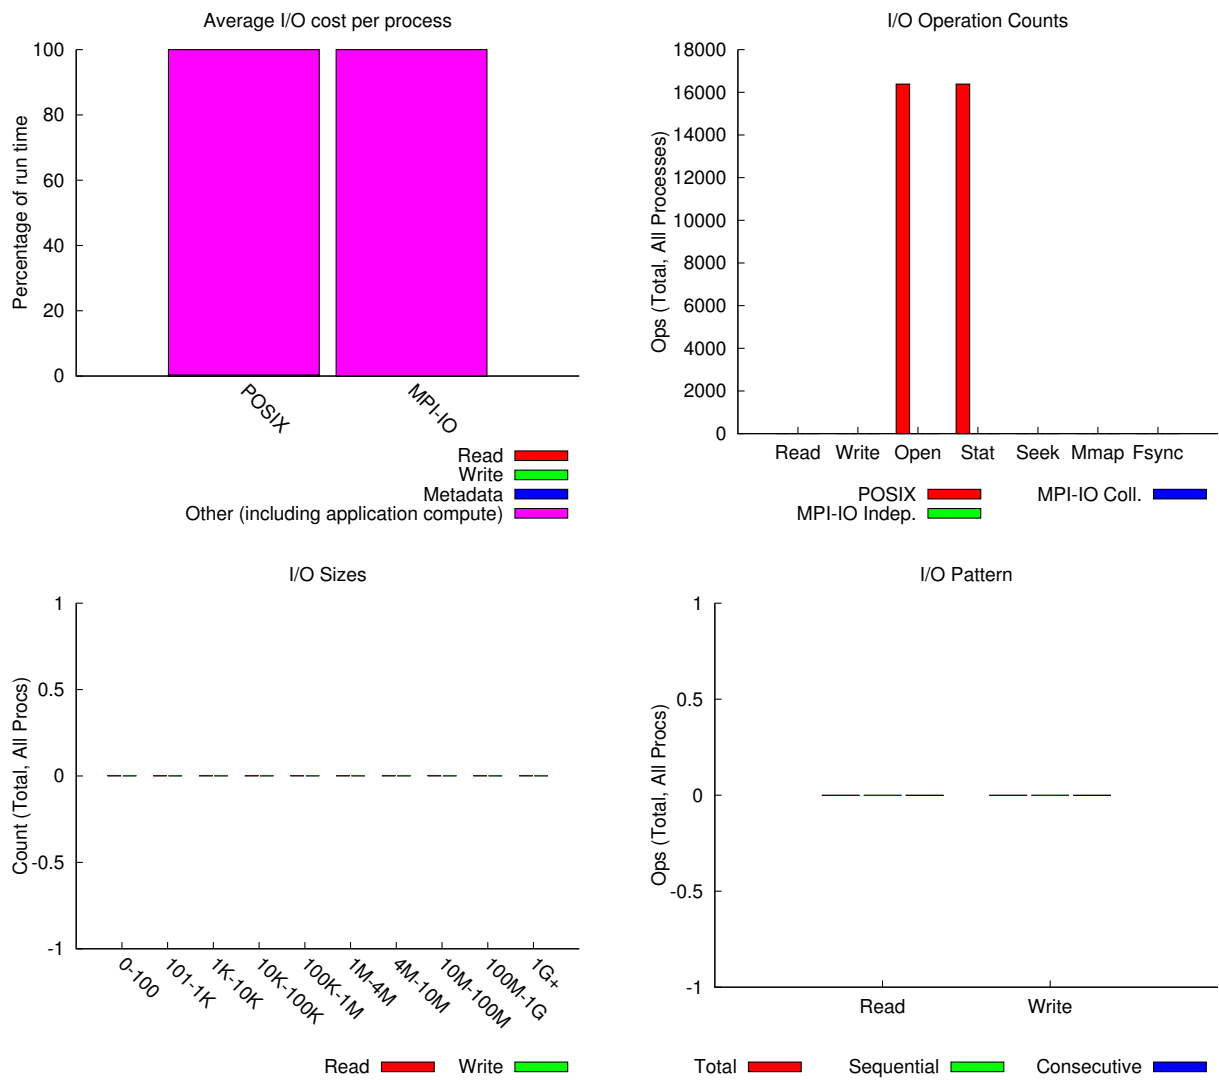 Average I/O cost per process
100
80
60
40
20
0
Percentage of run time
POSIX
MPI-IO
Read
Write
Metadata
Other (including application compute)
I/O Operation Counts
18000
16000
14000
12000
10000
8000
6000
4000
2000
0
Ops (Total, All Processes)
Read Write Open Stat Seek Mmap Fsync
POSIX MPI-IO Coll.
MPI-IO Indep.
I/O Sizes
1
0.5
0
-0.5
-1
Count (Total, All Procs)
0-100
101-1K
1K-10K
10K-100K
100K-1M
1M-4M
4M-10M
10M-100M
100M-1G
1G+
Read Write
I/O Pattern
1
0.5
0
-0.5
-1
Ops (Total, All Procs)
Read Write
Total Sequential Consecutive